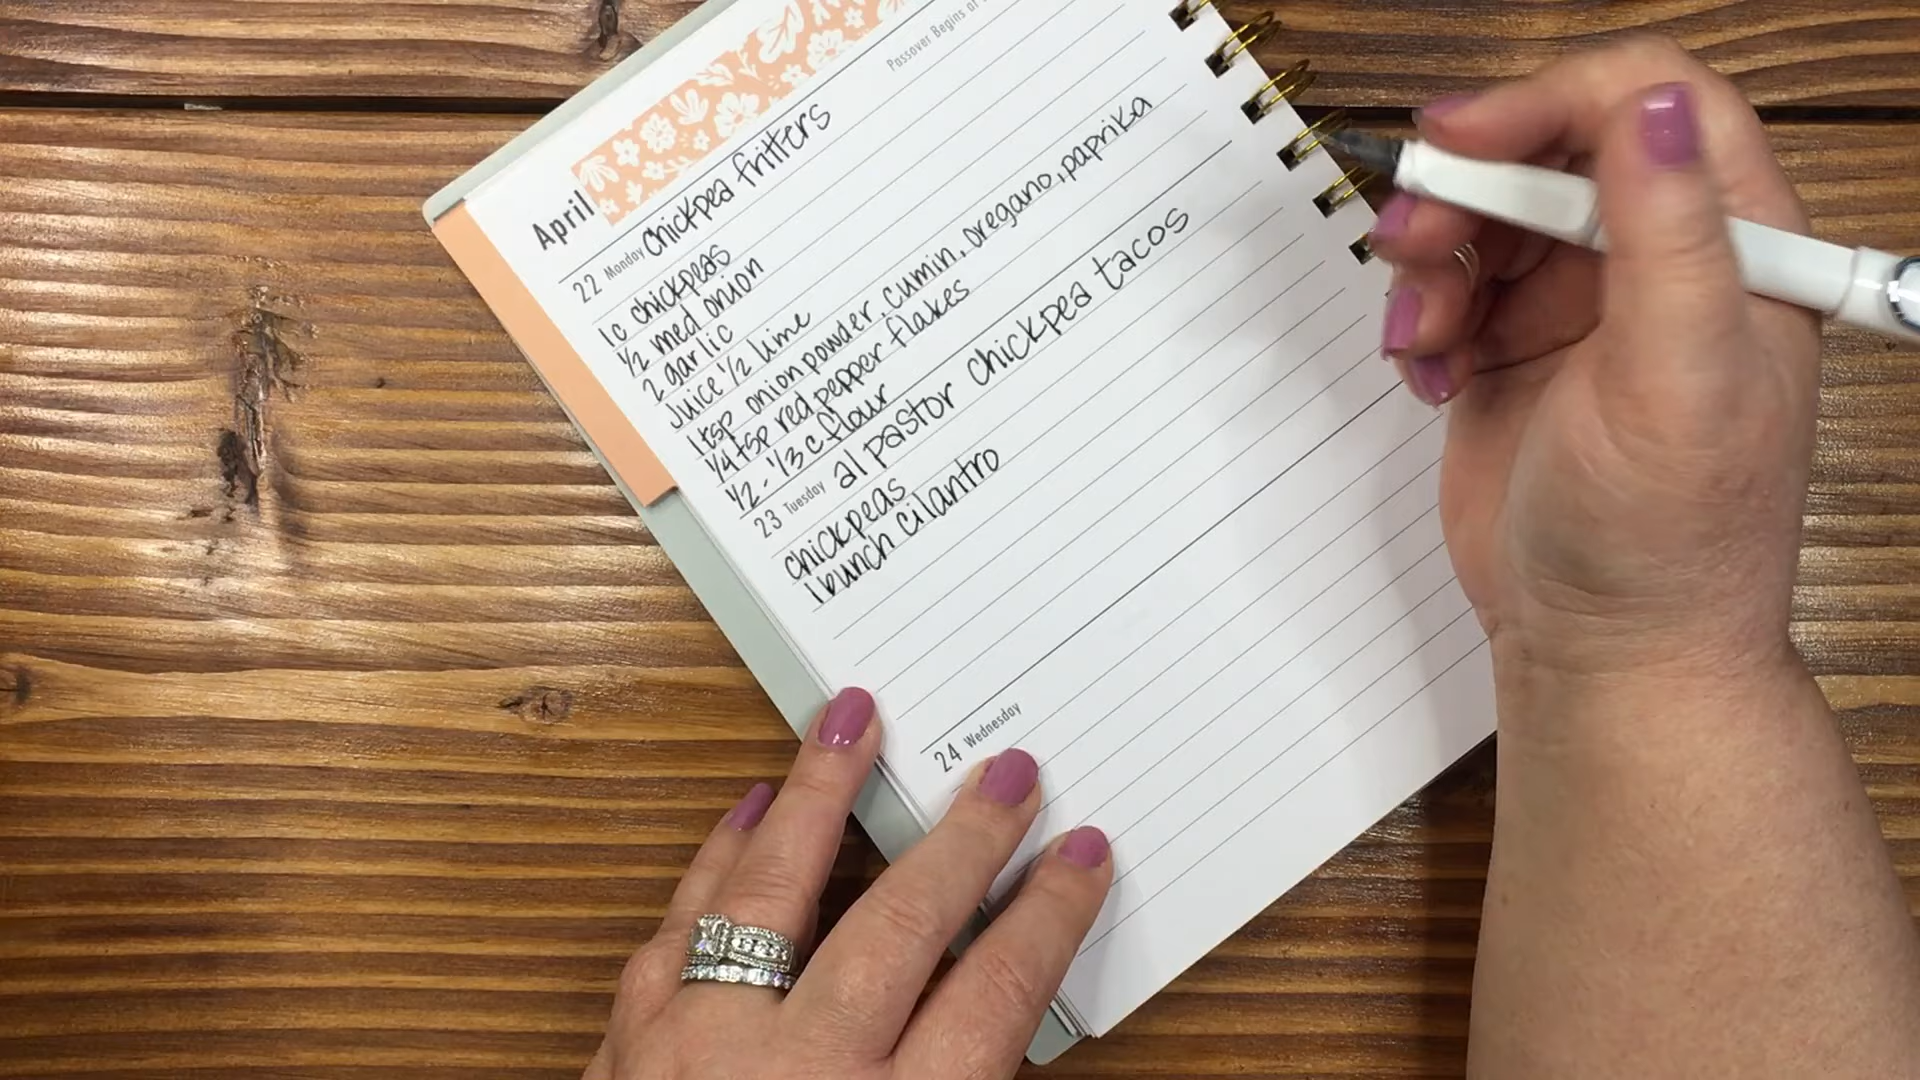 April
Passover Begins at
22 Monday chickpea fritters
1c chickpeas
1/2 med onion
2 garlic
Juice 1/2 lime
1 tsp onion powder, cumin, oregano, paprika
1/4 tsp red pepper flakes
1/2 - 1/3 c flour
23 Tuesday al pastor chickpea tacos
chickpeas
1 bunch cilantro
24 Wednesday